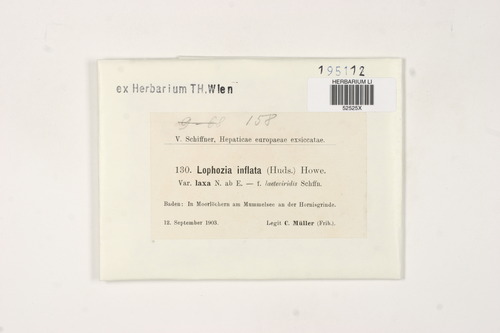 195112
HERBARIUM LI
52525X
ex Herbarium TH.Wien
158
V. Schiffner, Hepaticae europaeae exsiccatae.
130. Lophozia inflata (Huds.) Howe.
Var. laxa N. ab E. — f. laeteviridis Schffn.
Baden: In Moorlöchern am Mummelsee an der Hornisgrinde.
12. September 1903. Legit C. Müller (Frib.).